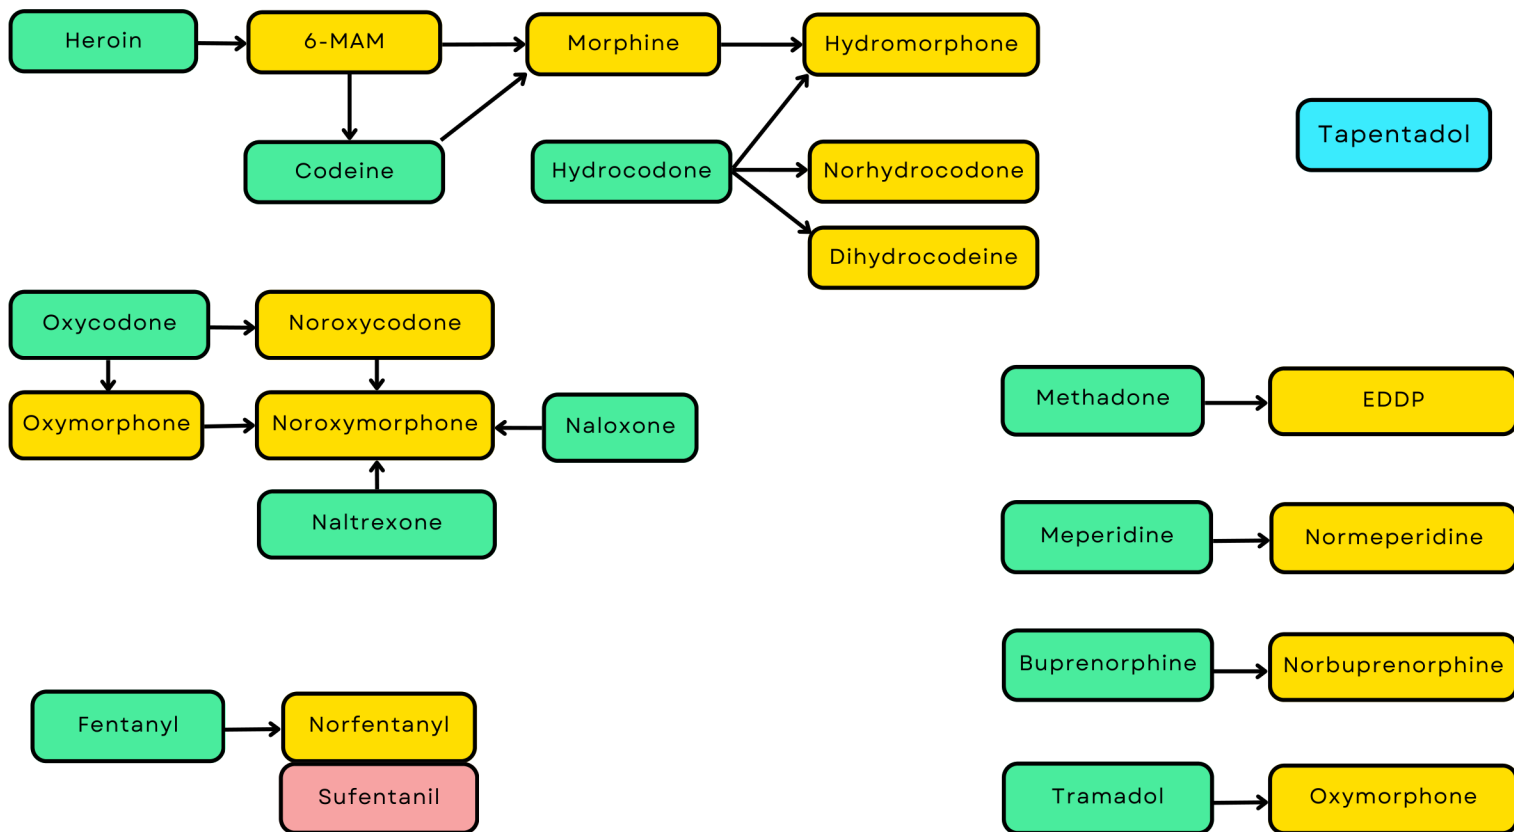 Heroin
6-MAM
Morphine
Hydromorphone
Tapentadol
Codeine
Hydrocodone
Norhydrocodone
Dihydrocodeine
Oxycodone
Noroxycodone
Oxymorphone
Noroxymorphone
Naloxone
Naltrexone
Methadone
EDDP
Meperidine
Normeperidine
Buprenorphine
Norbuprenorphine
Fentanyl
Norfentanyl
Sufentanil
Tramadol
Oxymorphone